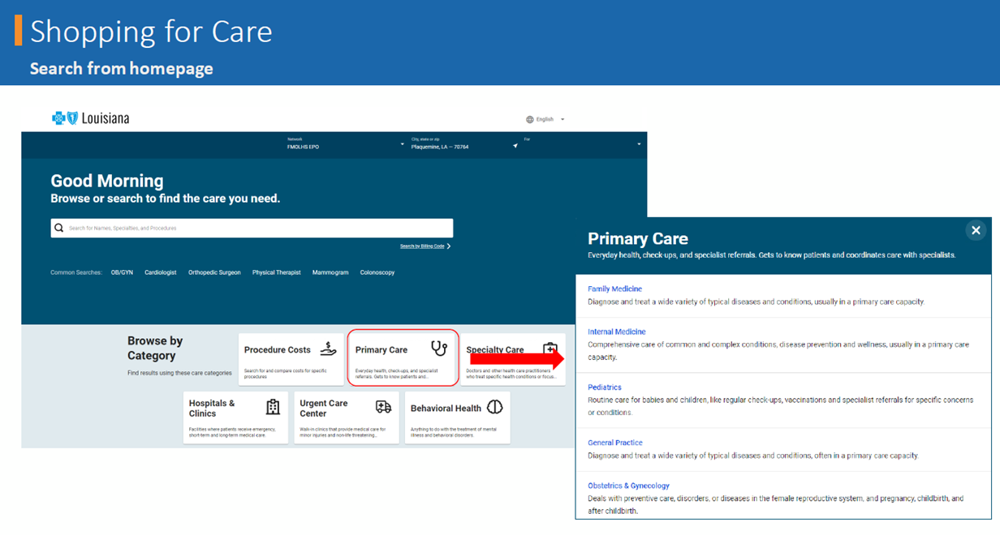 Shopping for Care
Search from homepage
Louisiana
English
Network
FMOLHS EPO
City, state or zip
Plaquemine, LA — 70764
For
Good Morning
Browse or search to find the care you need.
Search for Names, Specialties, and Procedures
Search by Billing Code
Common Searches: OB/GYN Cardiologist Orthopedic Surgeon Physical Therapist Mammogram Colonoscopy
Browse by
Category
Find results using these care categories
Procedure Costs
Search for and compare costs for specific
procedures
Primary Care
Everyday health, check-ups, and specialist
referrals. Gets to know patients and...
Specialty Care
Doctors and other health care practitioners
who treat specific health conditions or focus...
Hospitals &
Clinics
Facilities where patients receive emergency,
short-term and long-term medical care.
Urgent Care
Center
Walk-in clinics that provide medical care for
minor injuries and non-life threatening...
Behavioral Health
Anything to do with the treatment of mental
illness and behavioral disorders.
Primary Care
Everyday health, check-ups, and specialist referrals. Gets to know patients and coordinates care with specialists.
Family Medicine
Diagnose and treat a wide variety of typical diseases and conditions, usually in a primary care capacity.
Internal Medicine
Comprehensive care of common and complex conditions, disease prevention and wellness, usually in a primary care
capacity.
Pediatrics
Routine care for babies and children, like regular check-ups, vaccinations and specialist referrals for specific concerns
or conditions.
General Practice
Diagnose and treat a wide variety of typical diseases and conditions, often in a primary care capacity.
Obstetrics & Gynecology
Deals with preventive care, disorders, or diseases in the female reproductive system, and pregnancy, childbirth, and
after childbirth.